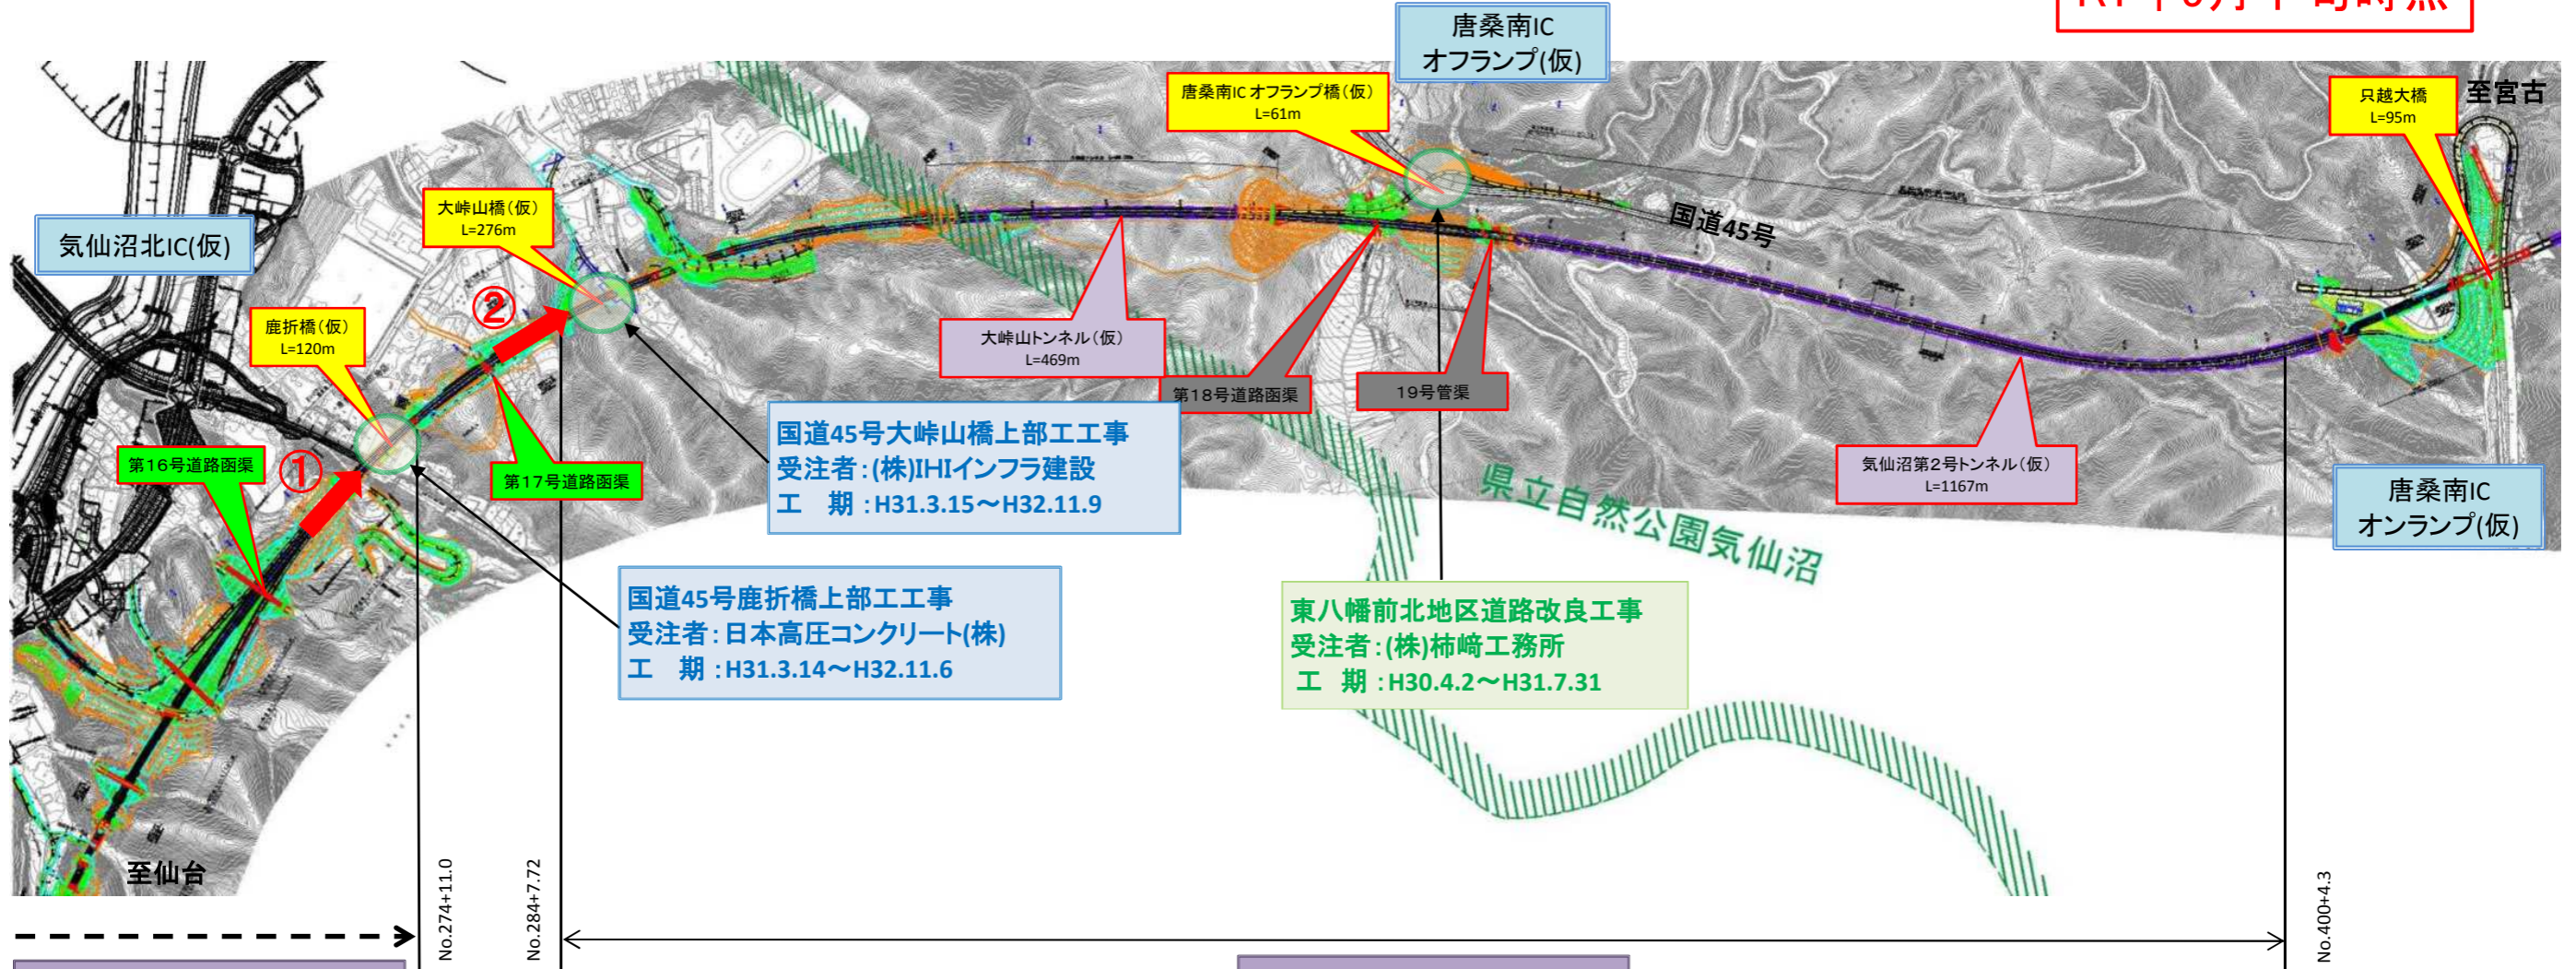 唐桑南IC
オフランプ(仮)
唐桑南IC オフランプ橋(仮)
L=61m
只越大橋
L=95m
至宮古
大峠山橋(仮)
L=276m
気仙沼北IC(仮)
国道45号
鹿折橋(仮)
L=120m
②
大峠山トンネル(仮)
L=469m
第18号道路函渠
19号管渠
第16号道路函渠
①
第17号道路函渠
国道45号大峠山橋上部工工事
受注者:(株)IHIインフラ建設
工 期:H31.3.15～H32.11.9
気仙沼第2号トンネル(仮)
L=1167m
県立自然公園気仙沼
唐桑南IC
オンランプ(仮)
国道45号鹿折橋上部工工事
受注者:日本高圧コンクリート(株)
工 期:H31.3.14～H32.11.6
東八幡前北地区道路改良工事
受注者:(株)柿﨑工務所
工 期:H30.4.2～H31.7.31
至仙台
No.274+11.0
No.284+7.72
No.400+4.3